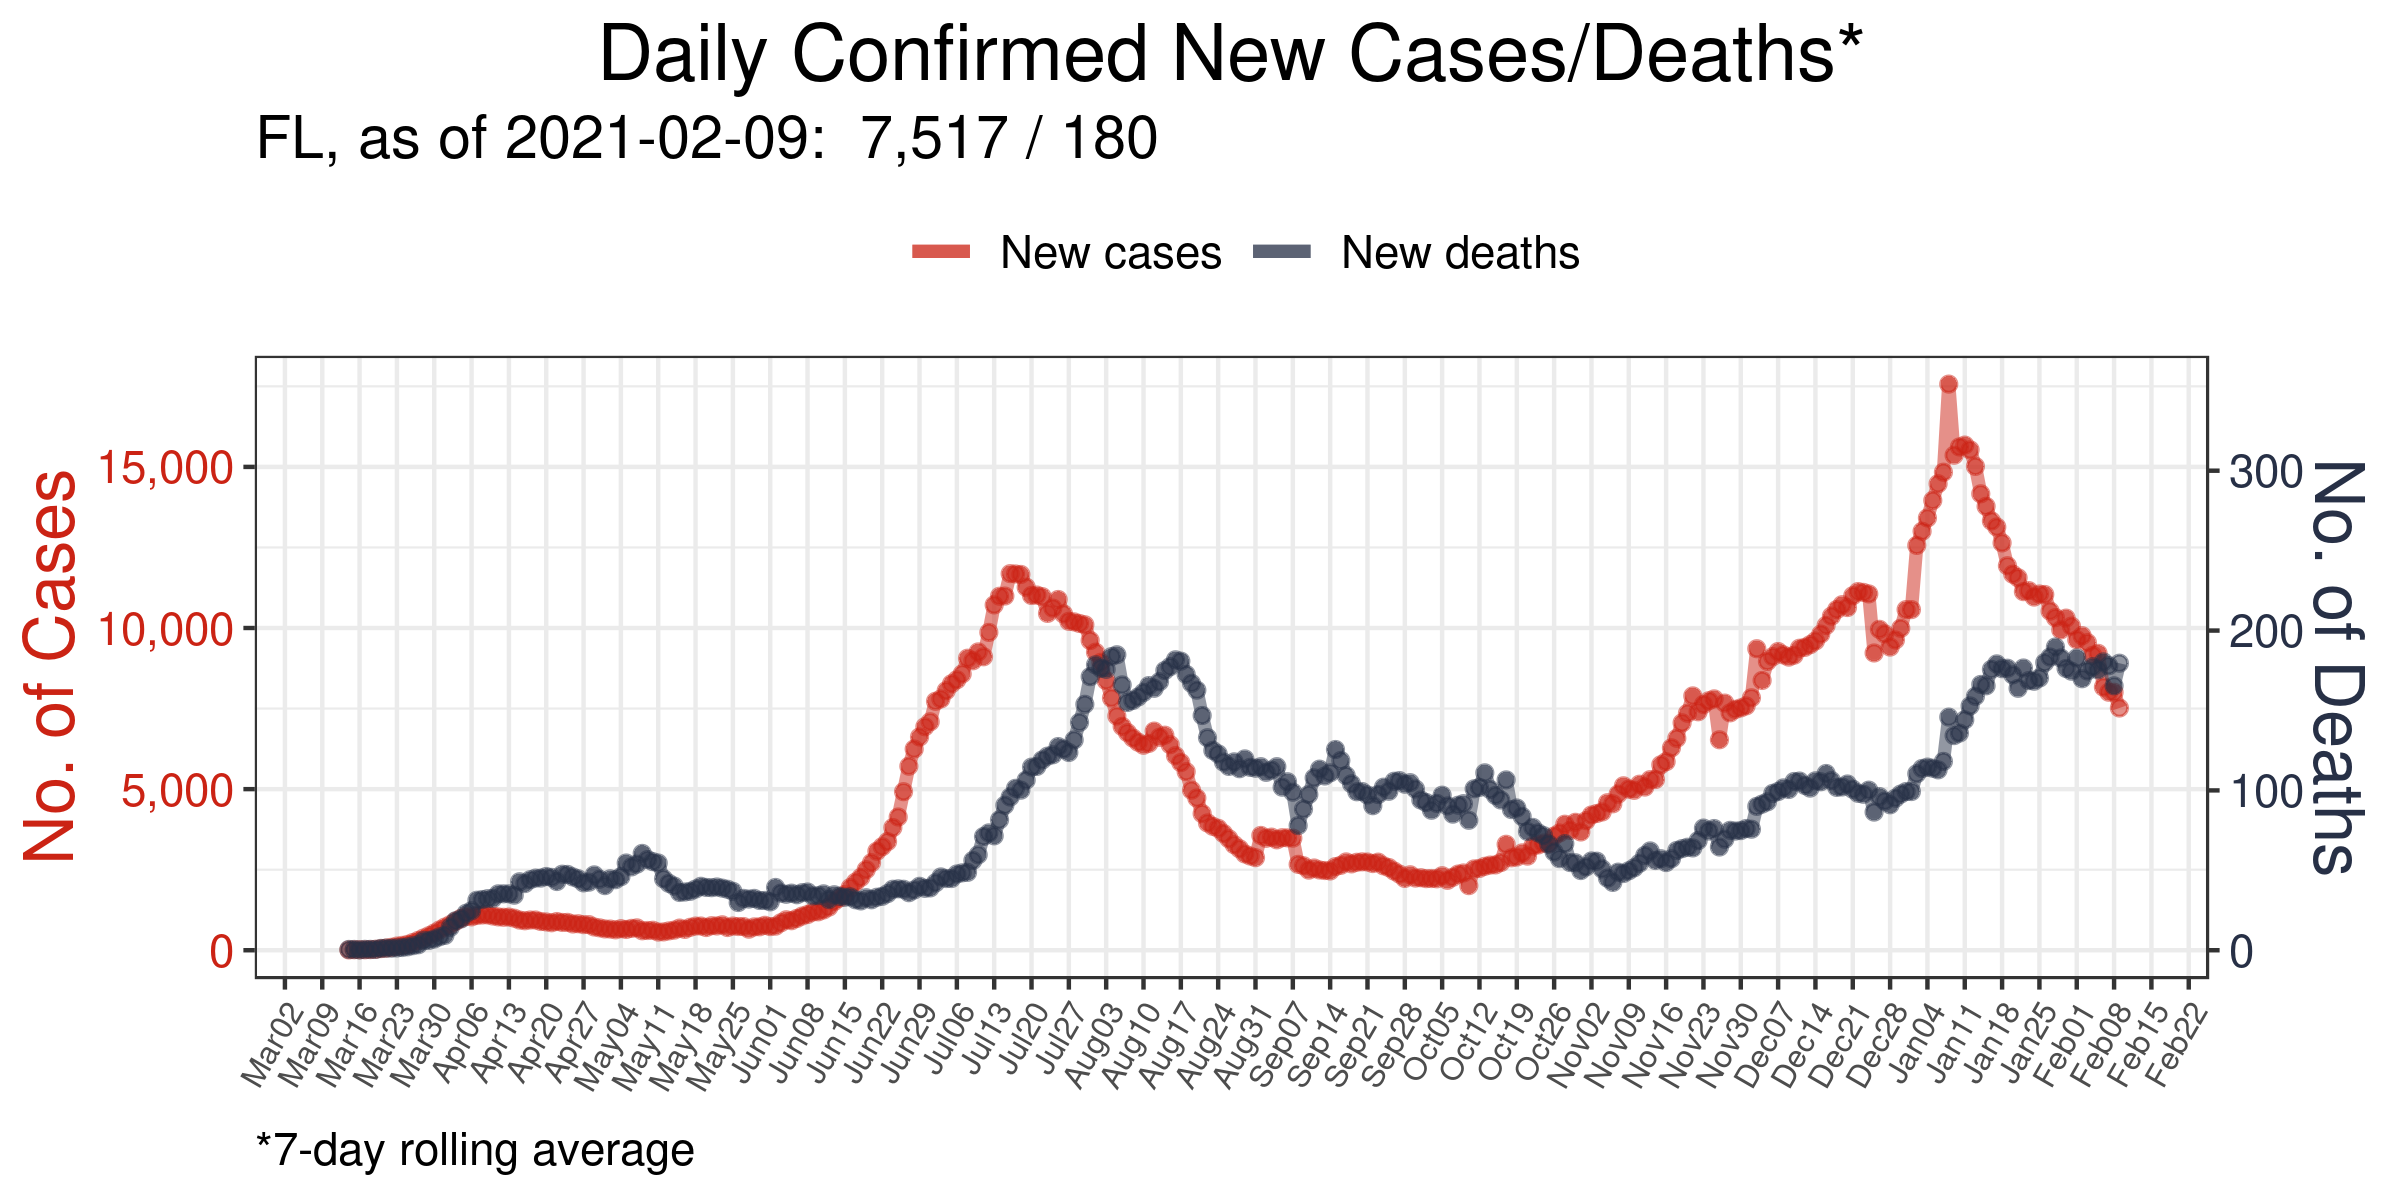 Daily Confirmed New Cases/Deaths*
FL, as of 2021-02-09:  7,517 / 180
New cases
New deaths
No. of Cases
15,000
10,000
5,000
0
No. of Deaths
300
200
100
0
Mar02
Mar09
Mar16
Mar23
Mar30
Apr06
Apr13
Apr20
Apr27
May04
May11
May18
May25
Jun01
Jun08
Jun15
Jun22
Jun29
Jul06
Jul13
Jul20
Jul27
Aug03
Aug10
Aug17
Aug24
Aug31
Sep07
Sep14
Sep21
Sep28
Oct05
Oct12
Oct19
Oct26
Nov02
Nov09
Nov16
Nov23
Nov30
Dec07
Dec14
Dec21
Dec28
Jan04
Jan11
Jan18
Jan25
Feb01
Feb08
Feb15
Feb22
*7-day rolling average